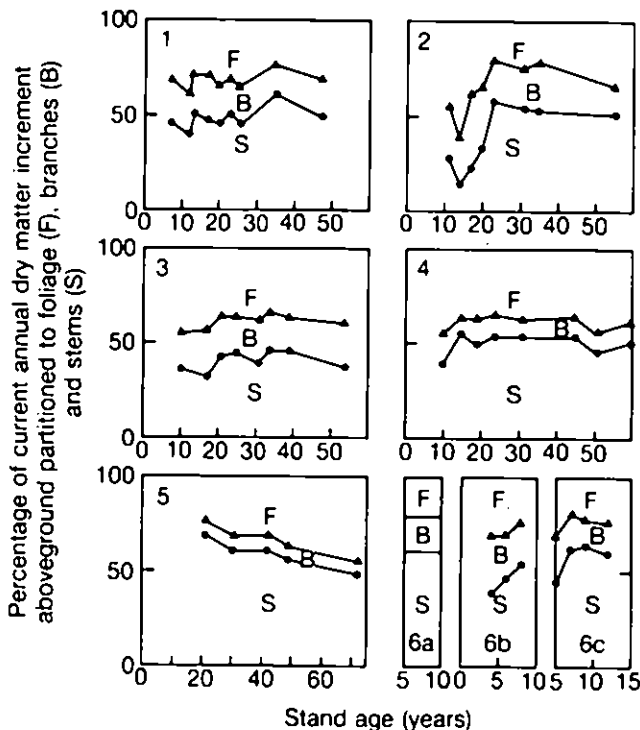 Percentage of current annual dry matter increment
aboveground partitioned to foliage (F), branches (B)
and stems (S)
100
50
0
1
F
B
S
0 10 20 30 40 50 60
2
F
B
S
0 10 20 30 40 50
100
50
0
3
F
B
S
0 10 20 30 40 50 60
4
F
B
S
0 10 20 30 40 50
100
50
0
5
F
B
S
0 20 40 60
F
B
S
6a
5 10
F
B
S
6b
0 5 10
F
B
S
6c
5 10 15
Stand age (years)